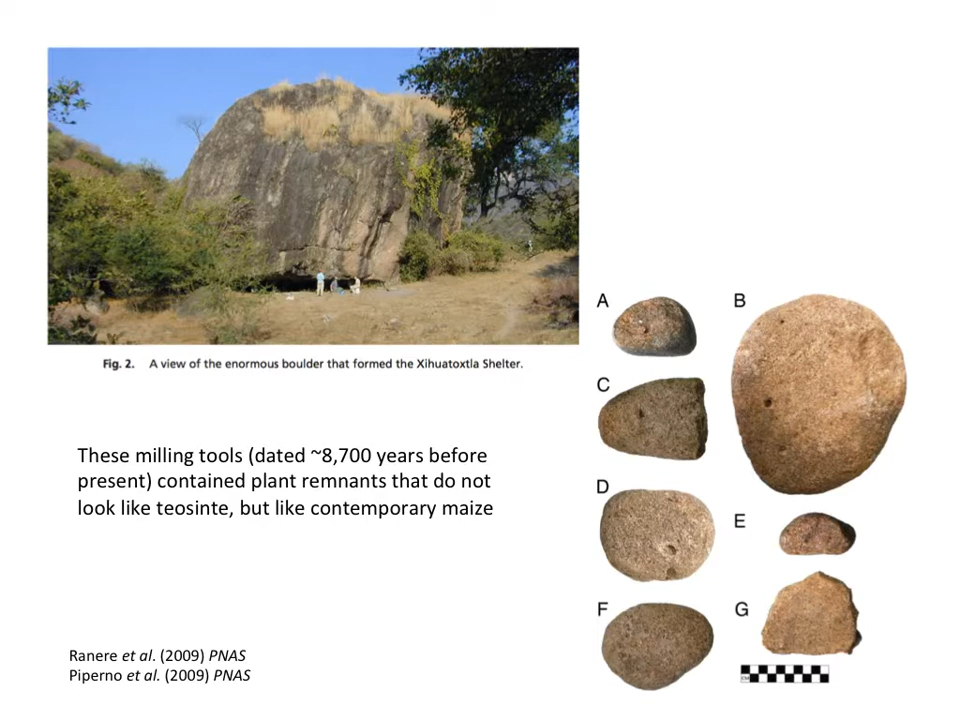 Fig. 2. A view of the enormous boulder that formed the Xihuatoxtla Shelter.
These milling tools (dated ~8,700 years before
present) contained plant remnants that do not
look like teosinte, but like contemporary maize
Ranere et al. (2009) PNAS
Piperno et al. (2009) PNAS
A
B
C
D
E
F
G
CM